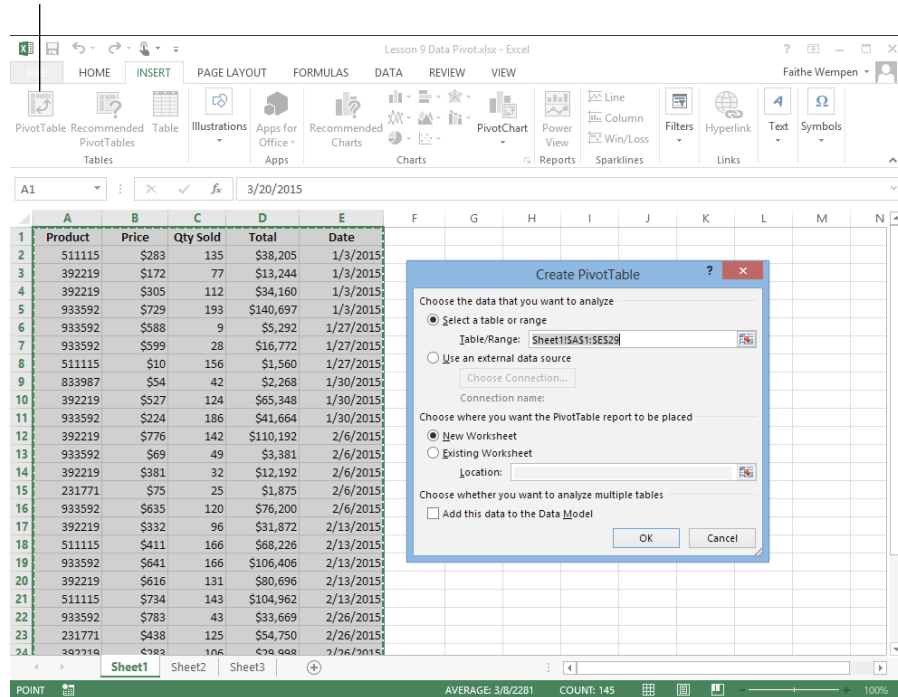 Lesson 9 Data Pivot.xlsx - Excel
HOME INSERT PAGE LAYOUT FORMULAS DATA REVIEW VIEW Faithe Wempen
PivotTable Recommended PivotTables Table Illustrations Apps for Office Recommended Charts PivotChart Power View Line Column Win/Loss Filters Hyperlink Text Symbols
Tables Apps Charts Reports Sparklines Links
A1 fx 3/20/2015
A B C D E F G H I J K L M N
1 Product Price Qty Sold Total Date
2 511115 $283 135 $38,205 1/3/2015
3 392219 $172 77 $13,244 1/3/2015
4 392219 $305 112 $34,160 1/3/2015
5 933592 $729 193 $140,697 1/3/2015
6 933592 $588 9 $5,292 1/27/2015
7 933592 $599 28 $16,772 1/27/2015
8 511115 $10 156 $1,560 1/27/2015
9 833987 $54 42 $2,268 1/30/2015
10 392219 $527 124 $65,348 1/30/2015
11 933592 $224 186 $41,664 1/30/2015
12 392219 $776 142 $110,192 2/6/2015
13 933592 $69 49 $3,381 2/6/2015
14 392219 $381 32 $12,192 2/6/2015
15 231771 $75 25 $1,875 2/6/2015
16 933592 $635 120 $76,200 2/6/2015
17 392219 $332 96 $31,872 2/13/2015
18 511115 $411 166 $68,226 2/13/2015
19 933592 $641 166 $106,406 2/13/2015
20 392219 $616 131 $80,696 2/13/2015
21 511115 $734 143 $104,962 2/13/2015
22 933592 $783 43 $33,669 2/26/2015
23 231771 $438 125 $54,750 2/26/2015
24 392219 $283 106 $29,998 2/26/2015
Create PivotTable
Choose the data that you want to analyze
Select a table or range
Table/Range: Sheet1!$A$1:$E$29
Use an external data source
Choose Connection...
Connection name:
Choose where you want the PivotTable report to be placed
New Worksheet
Existing Worksheet
Location:
Choose whether you want to analyze multiple tables
Add this data to the Data Model
OK Cancel
Sheet1 Sheet2 Sheet3
POINT AVERAGE: 3/8/2281 COUNT: 145 100%